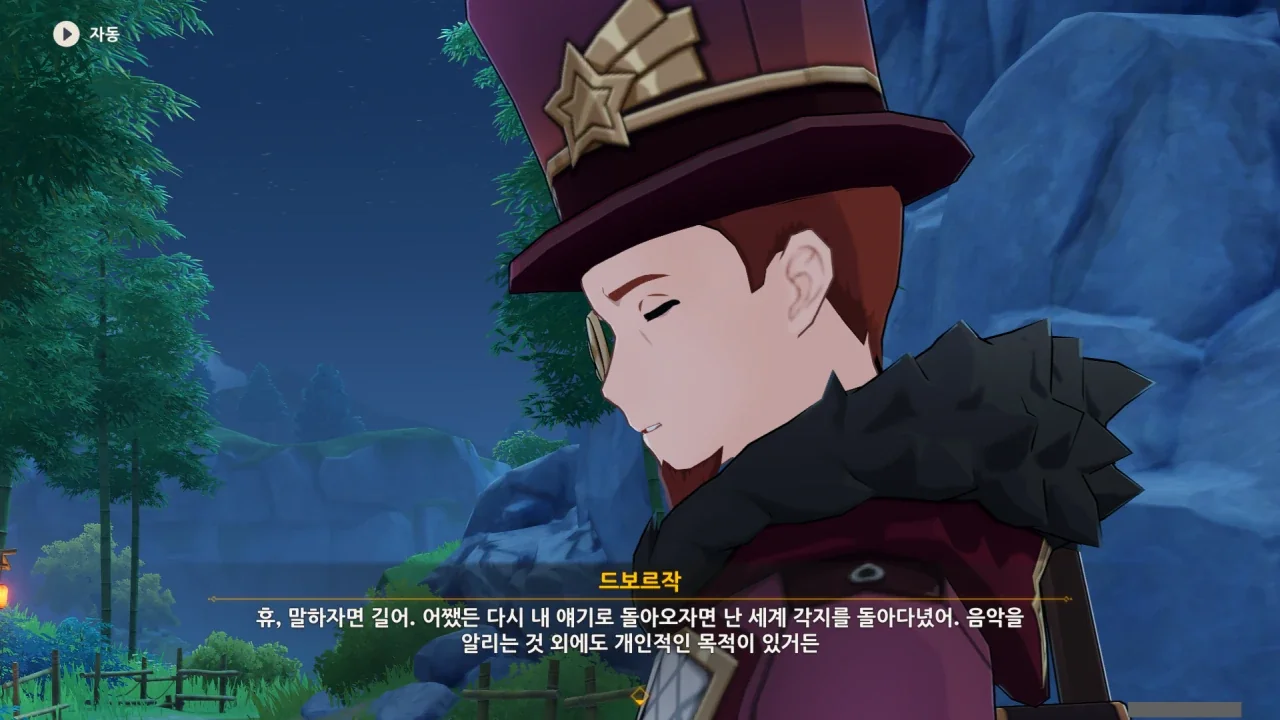 자동
드보르작
휴, 말하자면 길어. 어쨌든 다시 내 얘기로 돌아오자면 난 세계 각지를 돌아다녔어. 음악을
알리는 것 외에도 개인적인 목적이 있거든